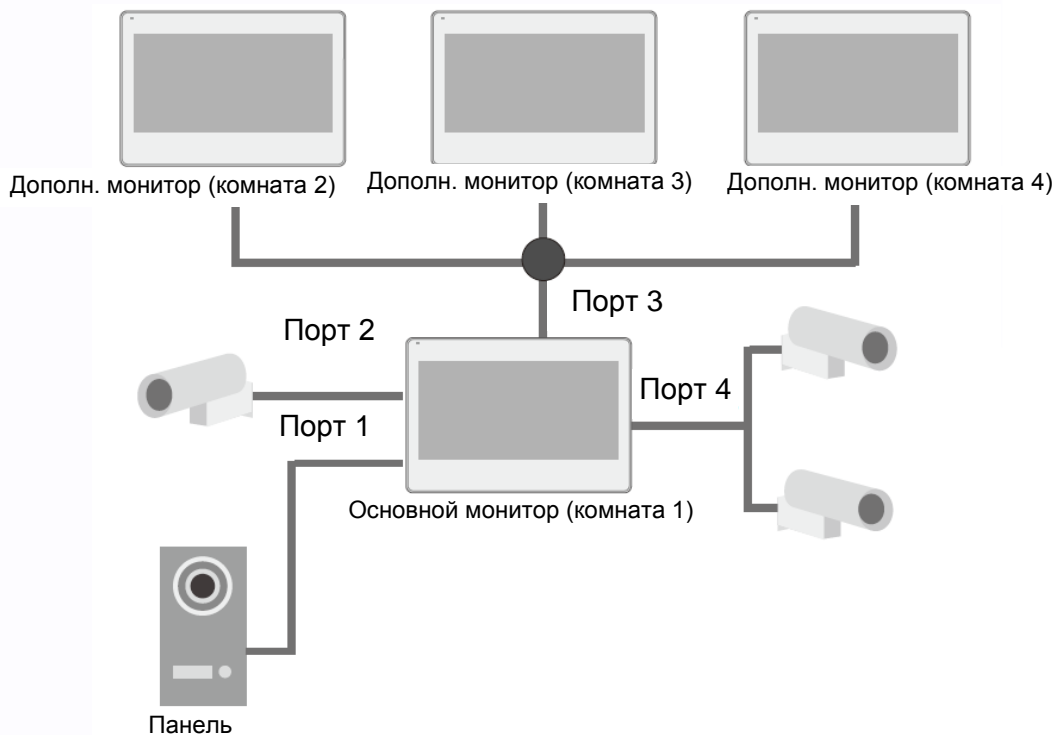 Дополн. монитор (комната 2)
Дополн. монитор (комната 3)
Дополн. монитор (комната 4)
Порт 3
Порт 2
Порт 4
Порт 1
Основной монитор (комната 1)
Панель